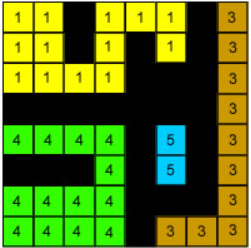 1 1 1 1 1 3
1 1 1 1 3
1 1 1 1 3
3
4 4 4 4 5 3
4 5 3
4 4 4 4 3
4 4 4 4 3 3 3